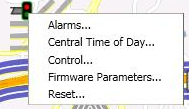 Alarms...
Central Time of Day...
Control...
Firmware Parameters...
Reset...